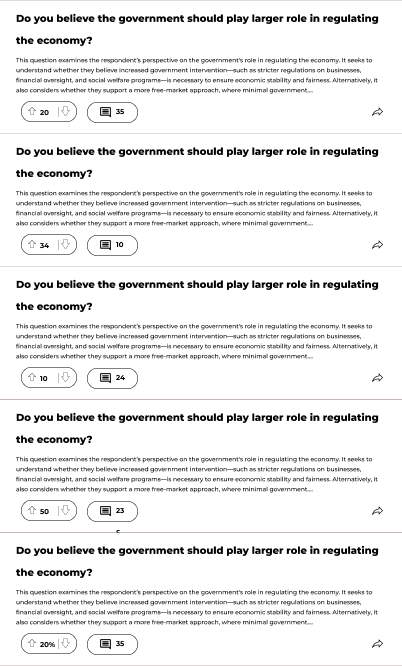 Do you believe the government should play larger role in regulating
the economy?
This question examines the respondent's perspective on the government's role in regulating the economy. It seeks to
understand whether they believe increased government intervention—such as stricter regulations on businesses,
financial oversight, and social welfare programs—is necessary to ensure economic stability and fairness. Alternatively, it
also considers whether they support a more free-market approach, where minimal government....
20 35
Do you believe the government should play larger role in regulating
the economy?
This question examines the respondent's perspective on the government's role in regulating the economy. It seeks to
understand whether they believe increased government intervention—such as stricter regulations on businesses,
financial oversight, and social welfare programs—is necessary to ensure economic stability and fairness. Alternatively, it
also considers whether they support a more free-market approach, where minimal government....
34 10
Do you believe the government should play larger role in regulating
the economy?
This question examines the respondent's perspective on the government's role in regulating the economy. It seeks to
understand whether they believe increased government intervention—such as stricter regulations on businesses,
financial oversight, and social welfare programs—is necessary to ensure economic stability and fairness. Alternatively, it
also considers whether they support a more free-market approach, where minimal government....
10 24
Do you believe the government should play larger role in regulating
the economy?
This question examines the respondent's perspective on the government's role in regulating the economy. It seeks to
understand whether they believe increased government intervention—such as stricter regulations on businesses,
financial oversight, and social welfare programs—is necessary to ensure economic stability and fairness. Alternatively, it
also considers whether they support a more free-market approach, where minimal government....
50 23
Do you believe the government should play larger role in regulating
the economy?
This question examines the respondent's perspective on the government's role in regulating the economy. It seeks to
understand whether they believe increased government intervention—such as stricter regulations on businesses,
financial oversight, and social welfare programs—is necessary to ensure economic stability and fairness. Alternatively, it
also considers whether they support a more free-market approach, where minimal government....
20% 35